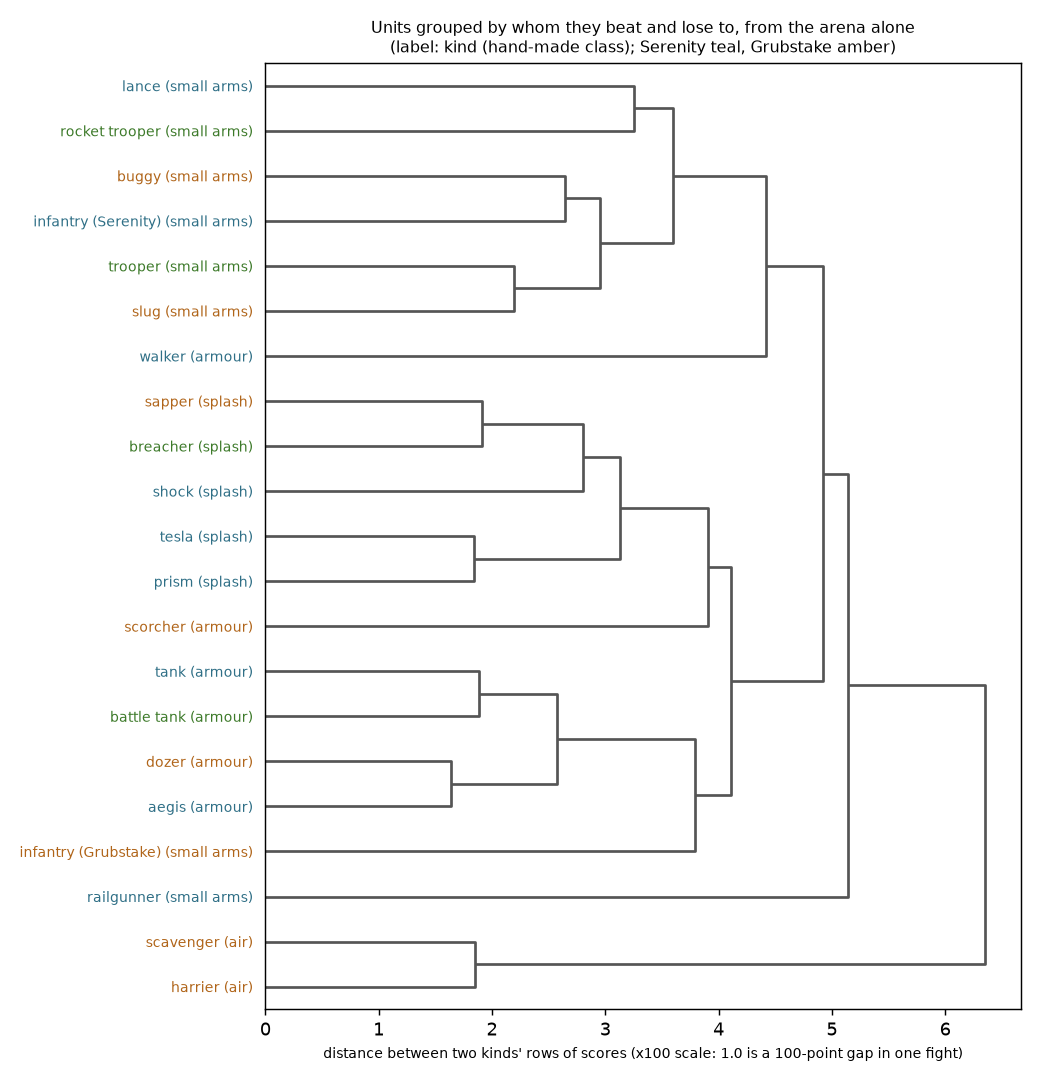 Units grouped by whom they beat and lose to, from the arena alone
(label: kind (hand-made class); Serenity teal, Grubstake amber)
lance (small arms)
rocket trooper (small arms)
buggy (small arms)
infantry (Serenity) (small arms)
trooper (small arms)
slug (small arms)
walker (armour)
sapper (splash)
breacher (splash)
shock (splash)
tesla (splash)
prism (splash)
scorcher (armour)
tank (armour)
battle tank (armour)
dozer (armour)
aegis (armour)
infantry (Grubstake) (small arms)
railgunner (small arms)
scavenger (air)
harrier (air)
0 1 2 3 4 5 6
distance between two kinds' rows of scores (x100 scale: 1.0 is a 100-point gap in one fight)